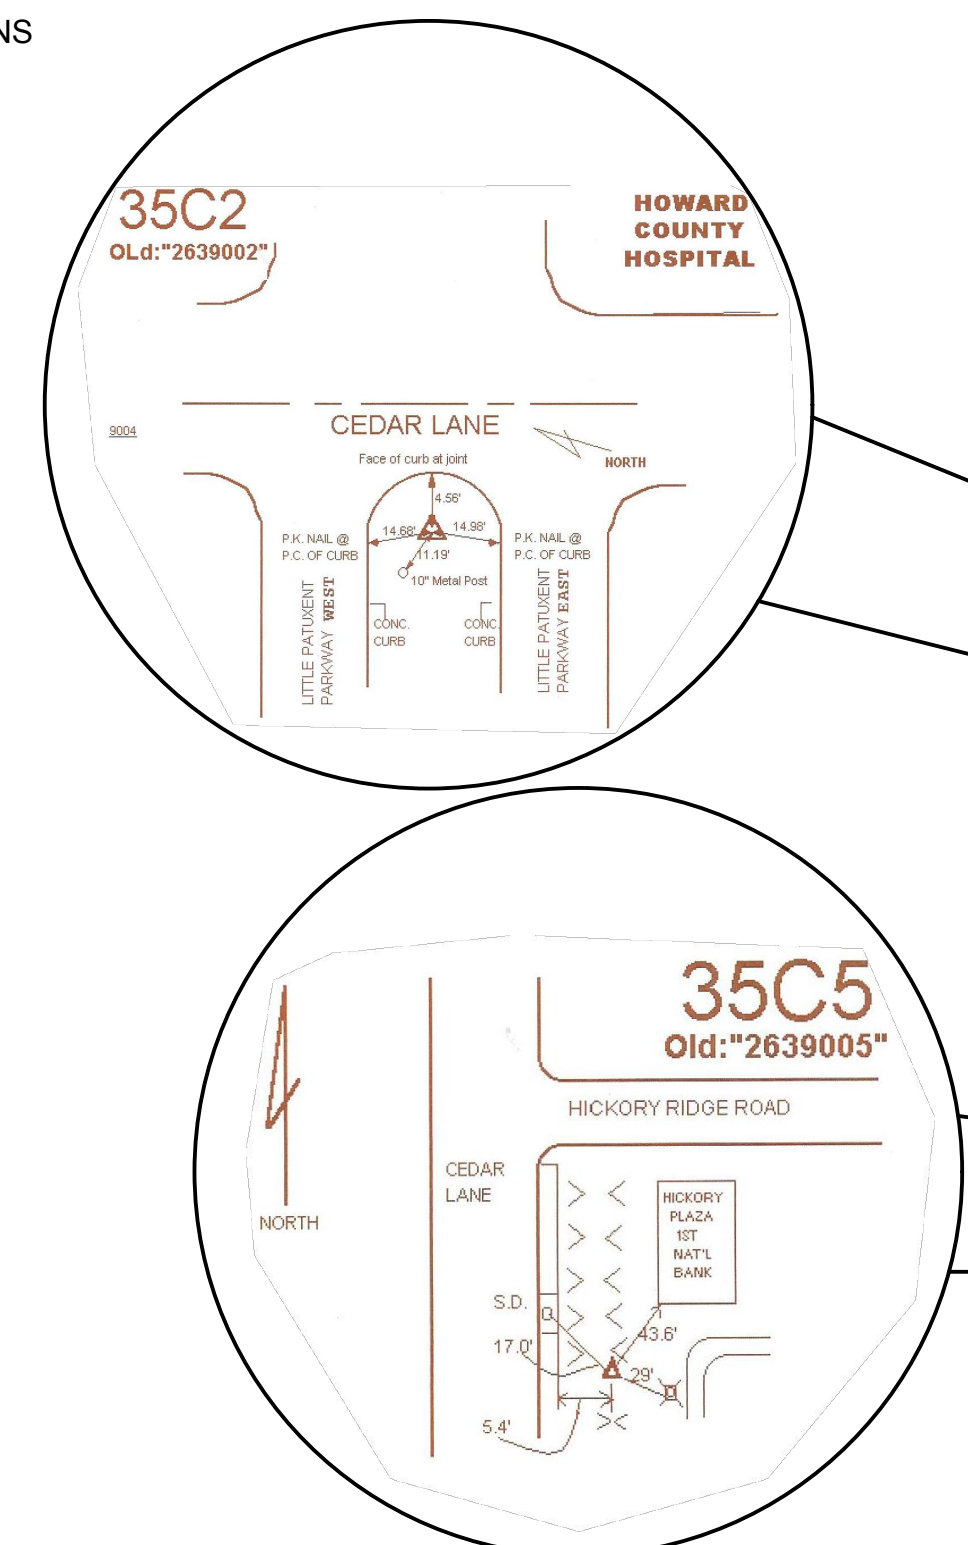 NS
35C2
OLd:"2639002"
HOWARD
COUNTY
HOSPITAL
9004
CEDAR LANE
NORTH
Face of curb at joint
4.56'
14.68'
14.98'
11.19'
P.K. NAIL @
P.C. OF CURB
P.K. NAIL @
P.C. OF CURB
10" Metal Post
LITTLE PATUXENT
PARKWAY WEST
CONC.
CURB
CONC.
CURB
LITTLE PATUXENT
PARKWAY EAST
35C5
Old:"2639005"
HICKORY RIDGE ROAD
CEDAR
LANE
NORTH
HICKORY
PLAZA
1ST
NAT'L
BANK
S.D.
17.0'
43.6'
29'
5.4'